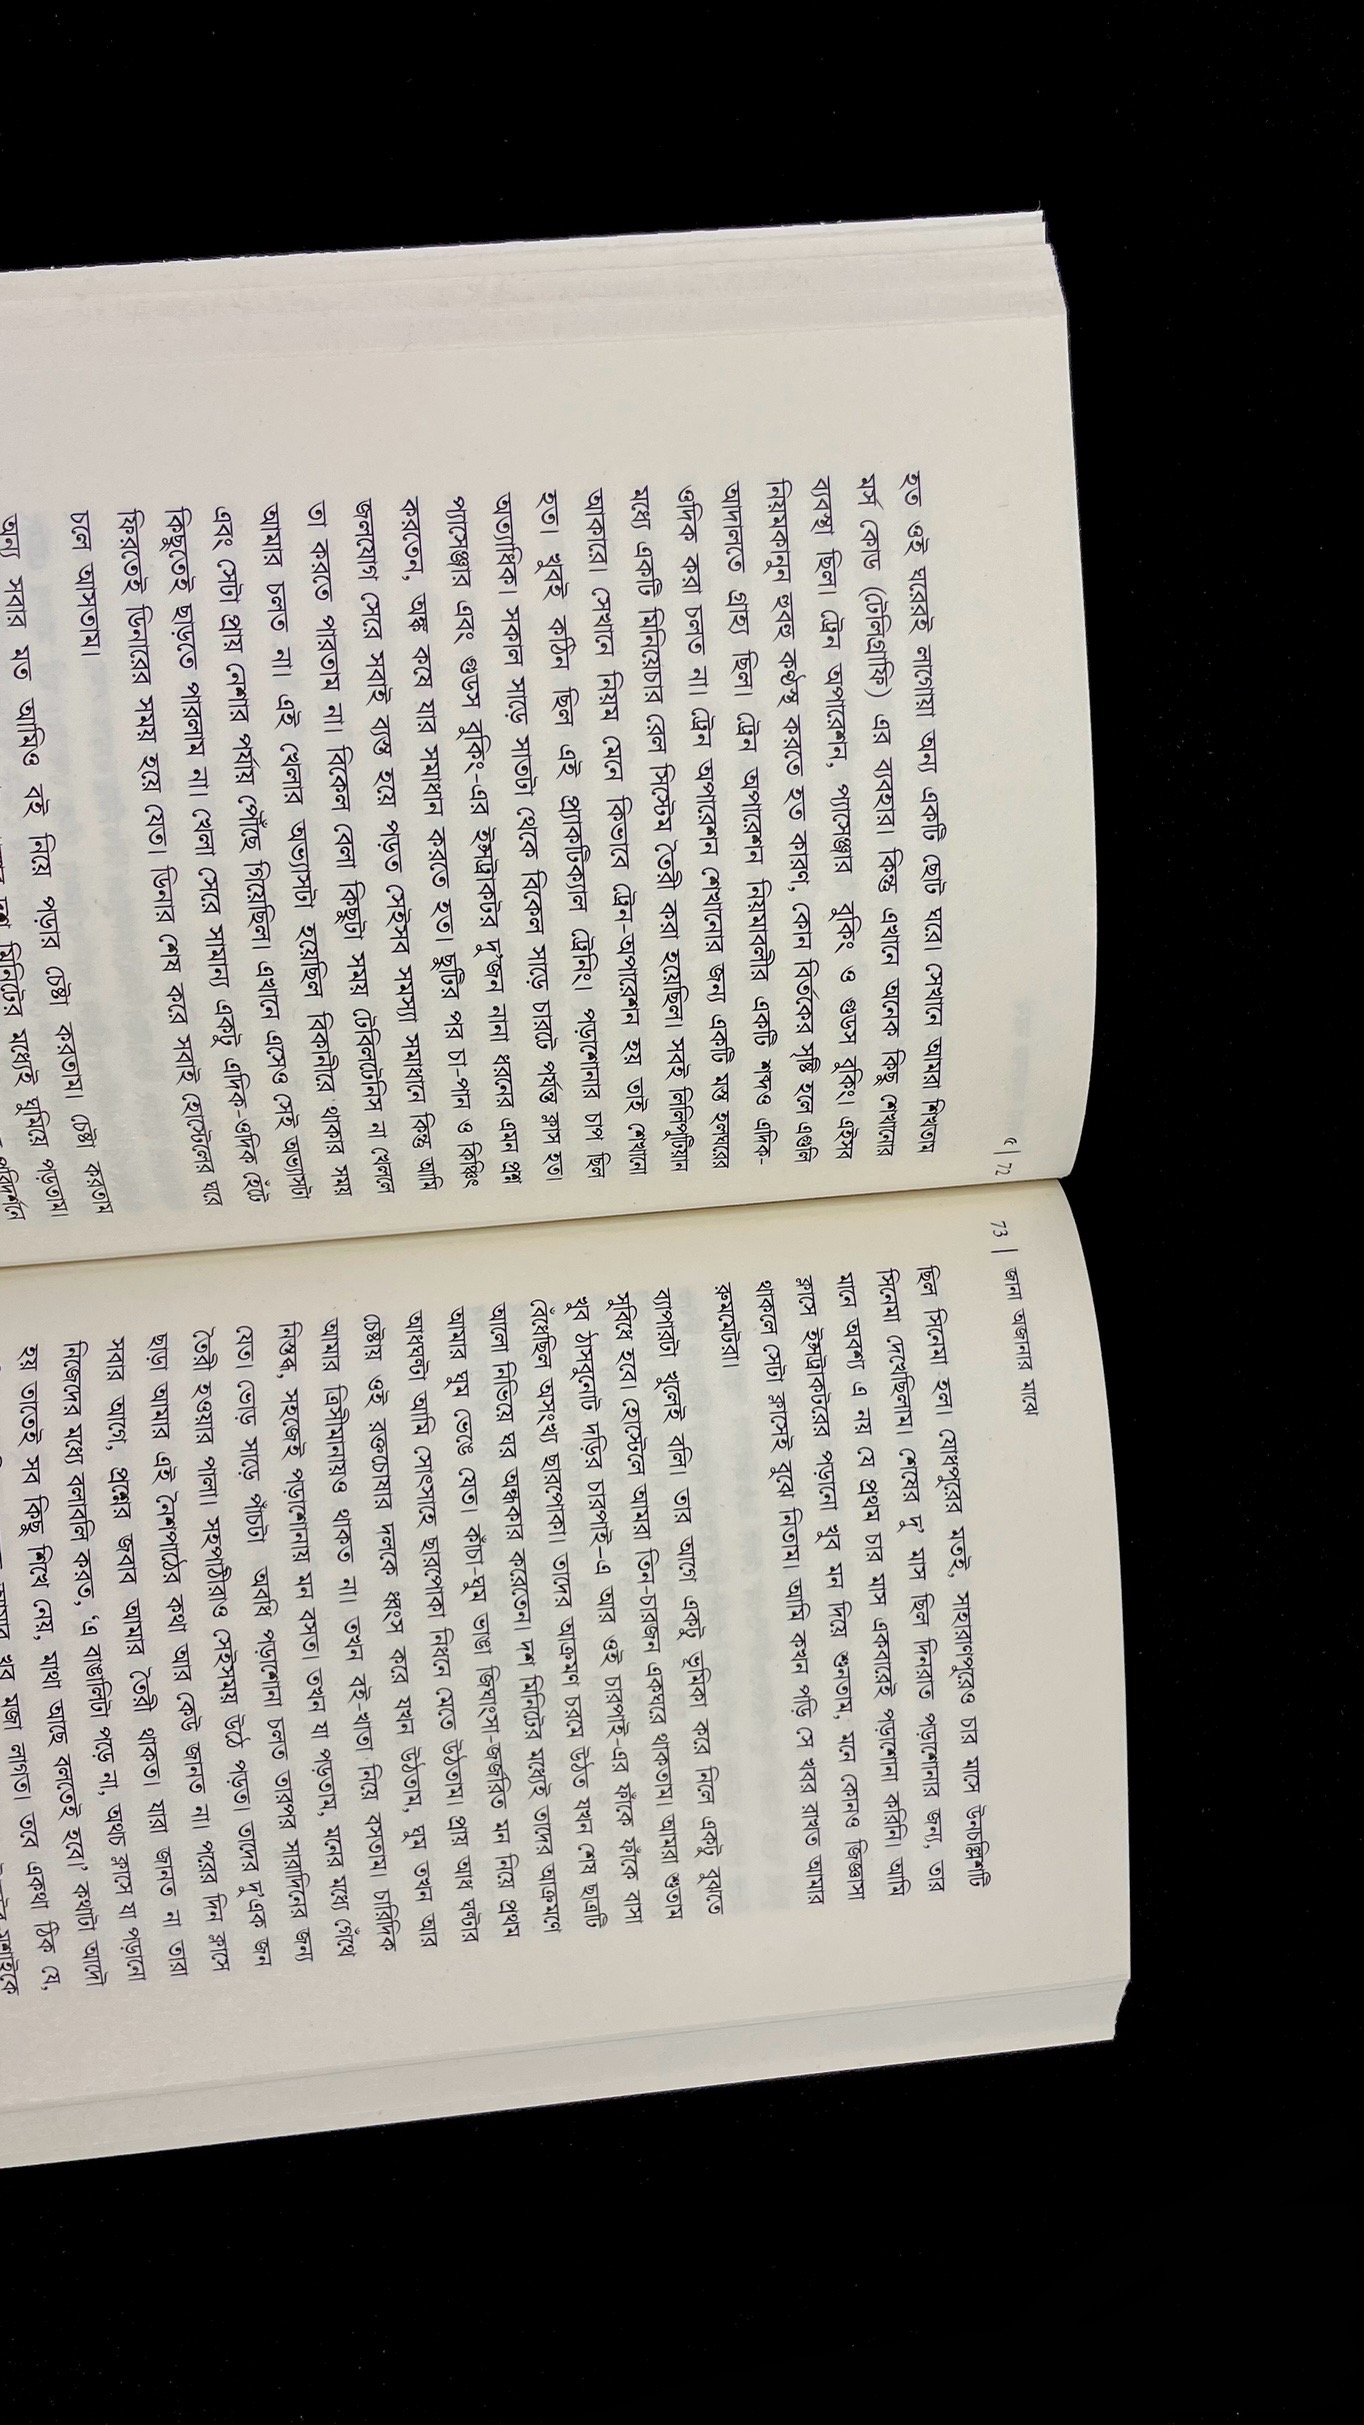 ৫ | 72
হত ওই ঘরেরই লাগোয়া অন্য একটি ছোট ঘরে। সেখানে আমরা শিখতাম
মর্স কোড (টেলিগ্রাফিক) এর ব্যবহার। কিন্তু এখানে অনেক কিছু শেখানোর
ব্যবস্থা ছিল। ট্রেন অপারেশান, প্যাসেঞ্জার বুকিং ও গুডস বুকিং। এইসব
নিয়মকানুন হুবহু কণ্ঠস্থ করতে হত কারণ, কোন বির্তকের সৃষ্টি হলে এগুলি
আদালতে গ্রাহ্য ছিল। ট্রেন অপারেশন নিয়মাবলীর একটি শব্দও এদিক-
ওদিক করা চলত না। ট্রেন অপারেশন শেখানোর জন্য একটি মস্ত হলঘরের
মধ্যে একটি মিনিয়েচার রেল সিস্টেম তৈরী করা হয়েছিল। সবই লিলিপুটিয়ান
আকারে। সেখানে নিয়ম মেনে কিভাবে ট্রেন-অপারেশান হয় তাই শেখানো
হত। খুবই কঠিন ছিল এই প্র্যাকটিক্যাল ট্রেনিং। পড়াশোনার চাপ ছিল
অত্যাধিক। সকাল সাড়ে সাতটা থেকে বিকেল সাড়ে চারটে পর্যন্ত ক্লাস হত।
প্যাসেঞ্জার এবং গুডস বুকিং-এর ইন্সট্রাকটর দু'জন নানা ধরনের এমন প্রশ্ন
করতেন, অঙ্ক কষে যার সমাধান করতে হত। ছুটির পর চা-পান ও কিঞ্চিৎ
জলযোগ সেরে সবাই ব্যস্ত হয়ে পড়ত সেইসব সমস্যা সমাধানে কিন্তু আমি
তা করতে পারতাম না। বিকেল বেলা কিছুটা সময় টেবিলটেনিস না খেললে
আমার চলত না। এই খেলার অভ্যাসটা হয়েছিল বিকানীরে থাকার সময়
এবং সেটা প্রায় নেশার পর্যায় পৌঁছে গিয়েছিল। এখানে এসেও সেই অভ্যাসটা
কিছুতেই ছাড়তে পারলাম না। খেলা সেরে সামান্য একটু এদিক-ওদিক হেঁটে
ফিরতেই ডিনারের সময় হয়ে যেত। ডিনার শেষ করে সবাই হোস্টেলের ঘরে
চলে আসতাম।
অন্য সবার মত আমিও বই নিয়ে পড়ার চেষ্টা করতাম। চেষ্টা করতাম
মিনিটের মধ্যেই ঘুমিয়ে পড়তাম।
73 | জানা অজানার মাঝে
ছিল সিনেমা হল। যোধপুরের মতই, সাহারাণপুরেও চার মাসে উনচল্লিশটি
সিনেমা দেখেছিলাম। শেষের দু' মাস ছিল দিনরাত পড়াশোনার জন্য, তার
মানে অবশ্য এ নয় যে প্রথম চার মাস একবারেই পড়াশোনা করিনি। আমি
ক্লাসে ইন্সট্রাকটরের পড়ানো খুব মন দিয়ে শুনতাম, মনে কোনও জিজ্ঞাসা
থাকলে সেটা ক্লাসেই বুঝে নিতাম। আমি কখন পড়ি সে খবর রাখত আমার
রুমমেটরা।
ব্যাপারটা খুলেই বলি। তার আগে একটু ভূমিকা করে নিলে একটু বুঝতে
সুবিধে হবে। হোস্টেলে আমরা তিন-চারজন একঘরে থাকতাম। আমরা শুতাম
খুব ঠাসবুনোট দড়ির চারপাই-এ আর ওই চারপাই-এর ফাঁকে ফাঁকে বাসা
বেঁধেছিল অসংখ্য ছারপোকা। তাদের আক্রমণ চরমে উঠত যখন শেষ ছাত্রটি
আলো নিভিয়ে ঘর অন্ধকার করতেন। দশ মিনিটের মধ্যেই তাদের আক্রমণে
আমার ঘুম ভেঙে যেত। কাঁচা-ঘুম ভাঙা জিঘাংসা-জর্জরিত মন নিয়ে প্রথম
আধঘন্টা আমি সোৎসাহে ছারপোকা নিধনে মেতে উঠতাম। প্রায় আধ ঘন্টার
চেষ্টায় ওই রক্তচোষার দলকে ধ্বংস করে যখন উঠতাম, ঘুম তখন আর
আমার ত্রিসীমানায়ও থাকত না। তখন বই-খাতা নিয়ে বসতাম। চারিদিক
নিস্তব্ধ, সহজেই পড়াশোনায় মন বসত। তখন যা পড়তাম, মনের মধ্যে গেঁথে
যেত। ভোড় সাড়ে পাঁচটা অবধি পড়াশোনা চলত তারপর সারাদিনের জন্য
তৈরী হওয়ার পালা। সহপাঠীরাও সেইসময় উঠে পড়ত। তাদের দু'এক জন
ছাড়া আমার এই নৈশপাঠের কথা আর কেউ জানত না। পরের দিন ক্লাসে
সবার আগে, প্রশ্নের জবাব আমার তৈরী থাকত। যারা জানত না তারা
নিজেদের মধ্যে বলাবলি করত, 'এ বাঙালিটা পড়ে না, অথচ ক্লাসে যা পড়ানো
হয় তাতেই সব কিছু শিখে নেয়, মাথা আছে বলতেই হবে।' কথাটা আদৌ
খুব মজা লাগত। তবে একথা ঠিক যে,